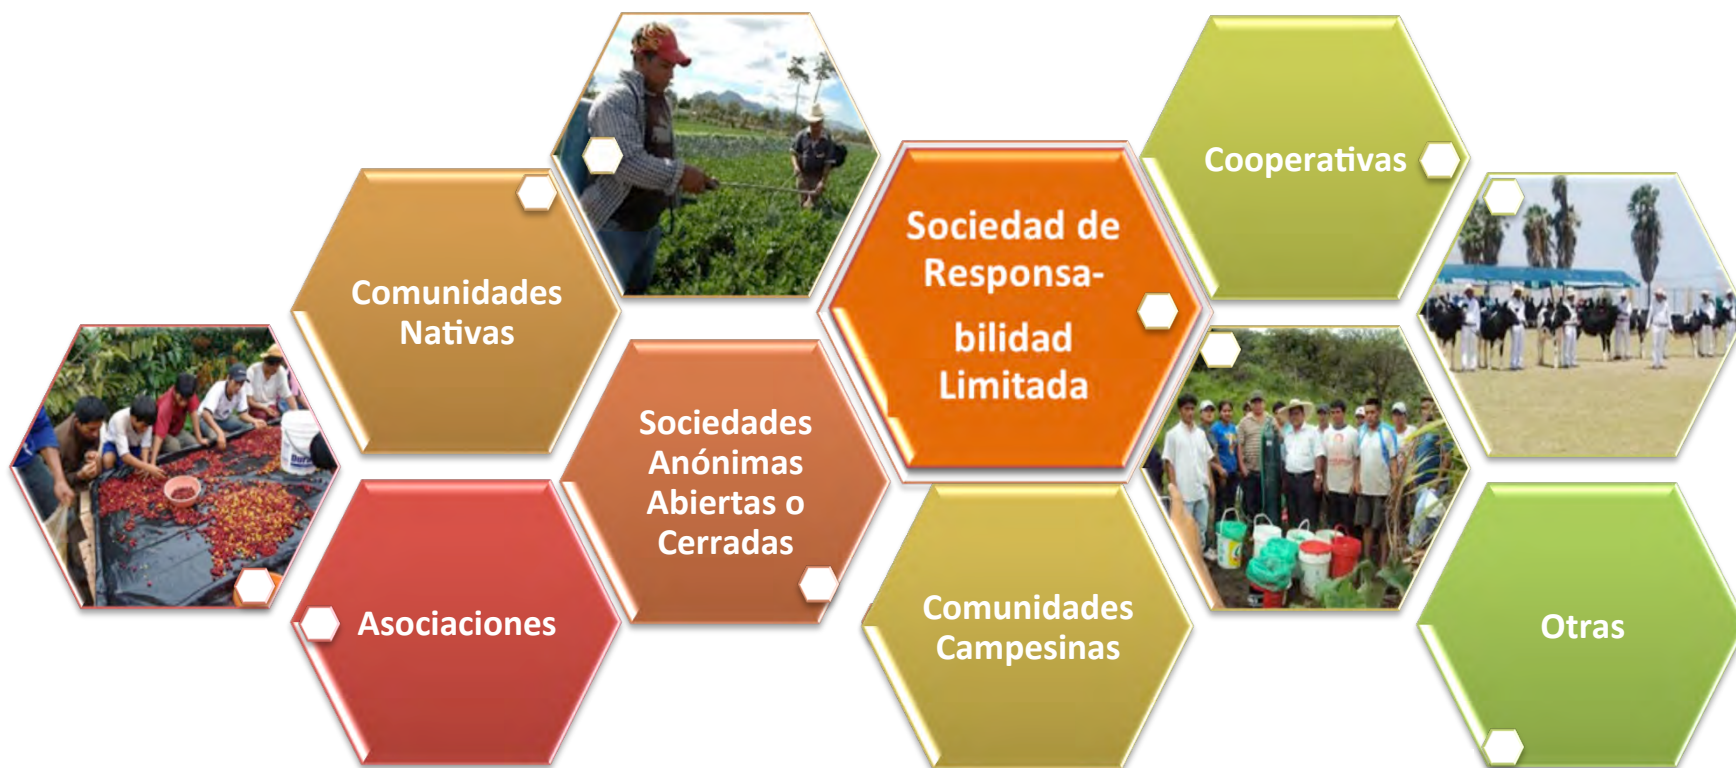 Comunidades
Nativas
Asociaciones
Sociedades
Anónimas
Abiertas o
Cerradas
Sociedad de
Responsa-
bilidad
Limitada
Comunidades
Campesinas
Cooperativas
Otras